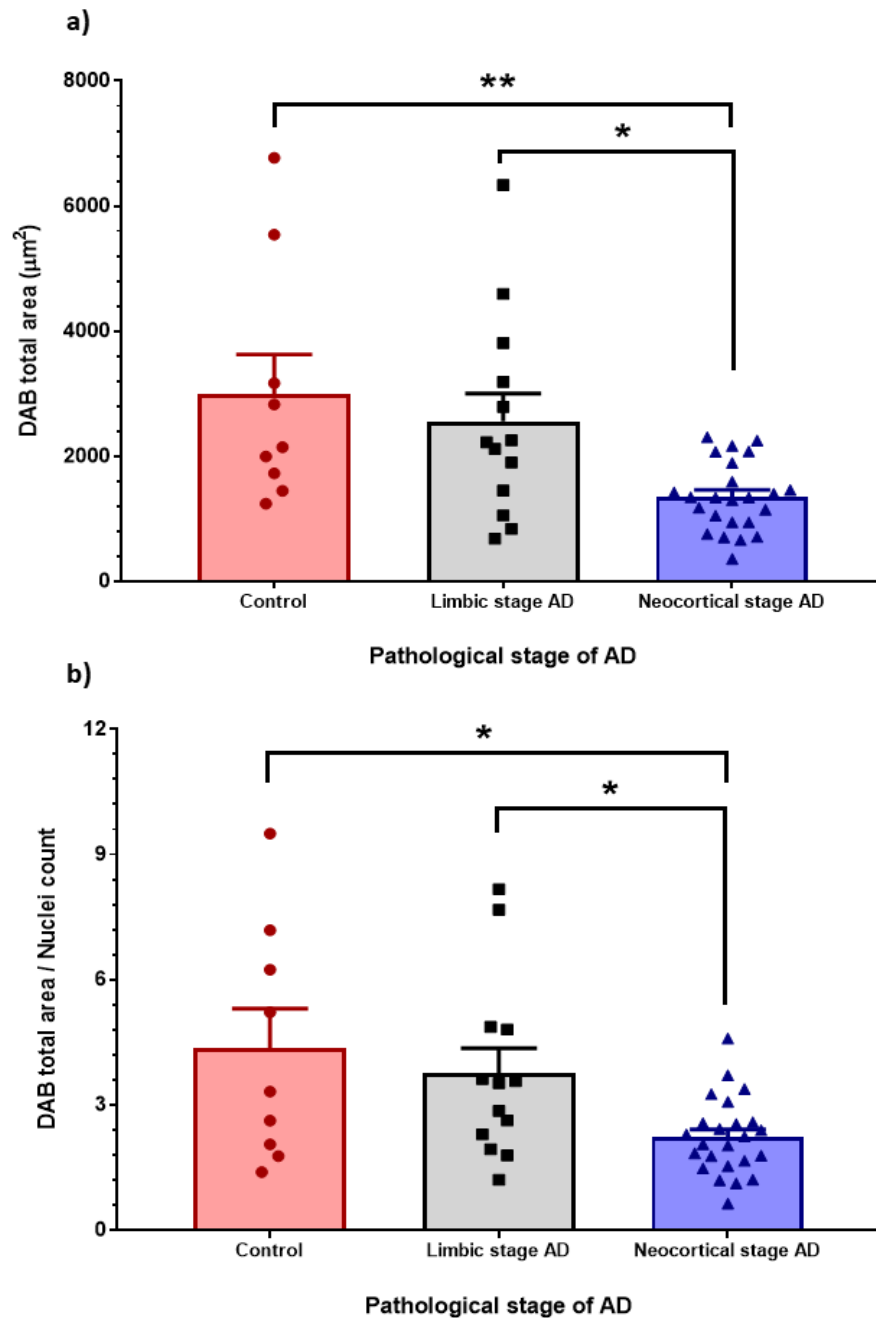 a)
8000
6000
4000
2000
0
DAB total area (µm²)
**
*
Control
Limbic stage AD
Neocortical stage AD
Pathological stage of AD
b)
12
9
6
3
0
DAB total area / Nuclei count
*
*
Control
Limbic stage AD
Neocortical stage AD
Pathological stage of AD